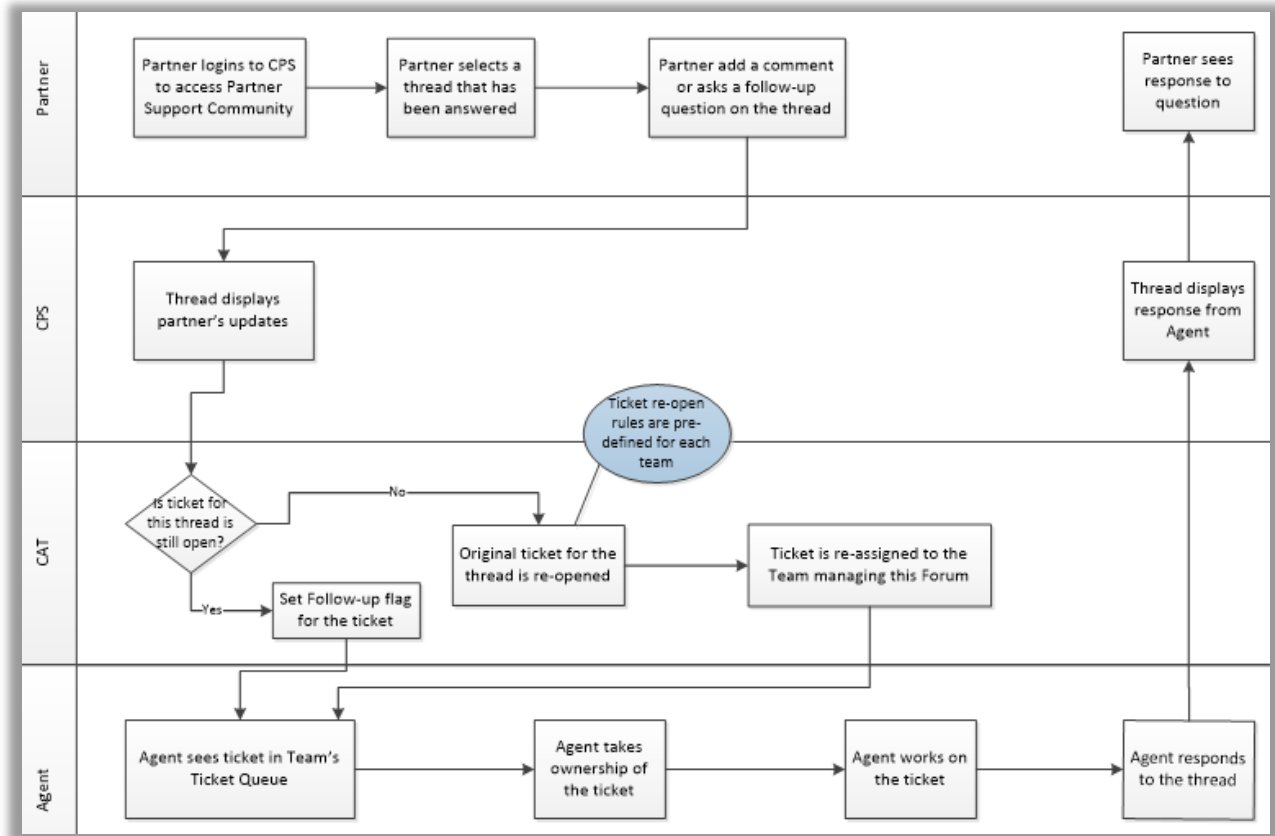 Partner
Partner logins to CPS
to access Partner
Support Community
Partner selects a
thread that has
been answered
Partner add a comment
or asks a follow-up
question on the thread
Partner sees
response to
question
CPS
Thread displays
partner's updates
Thread displays
response from
Agent
Ticket re-open
rules are pre-
defined for each
team
CAT
Is ticket for
this thread is
still open?
No
Yes
Original ticket for the
thread is re-opened
Ticket is re-assigned to the
Team managing this Forum
Set Follow-up flag
for the ticket
Agent
Agent sees ticket in Team's
Ticket Queue
Agent takes
ownership of
the ticket
Agent works on
the ticket
Agent responds
to the thread